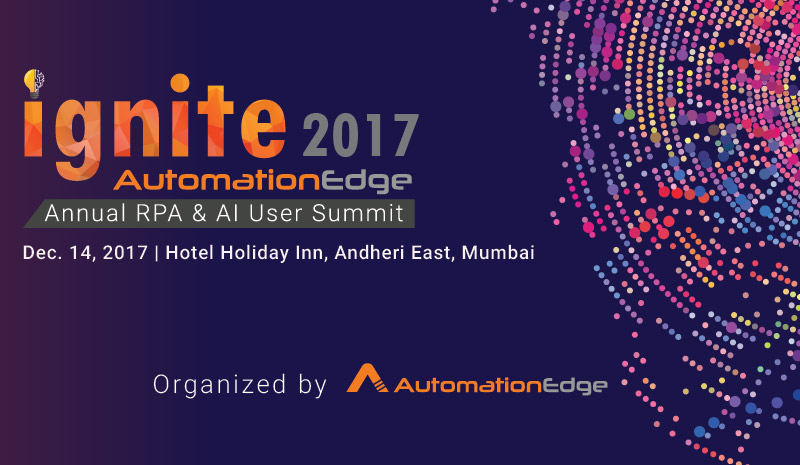 ignite 2017
AutomationEdge
Annual RPA & AI User Summit
Dec. 14, 2017 | Hotel Holiday Inn, Andheri East, Mumbai
Organized by AutomationEdge